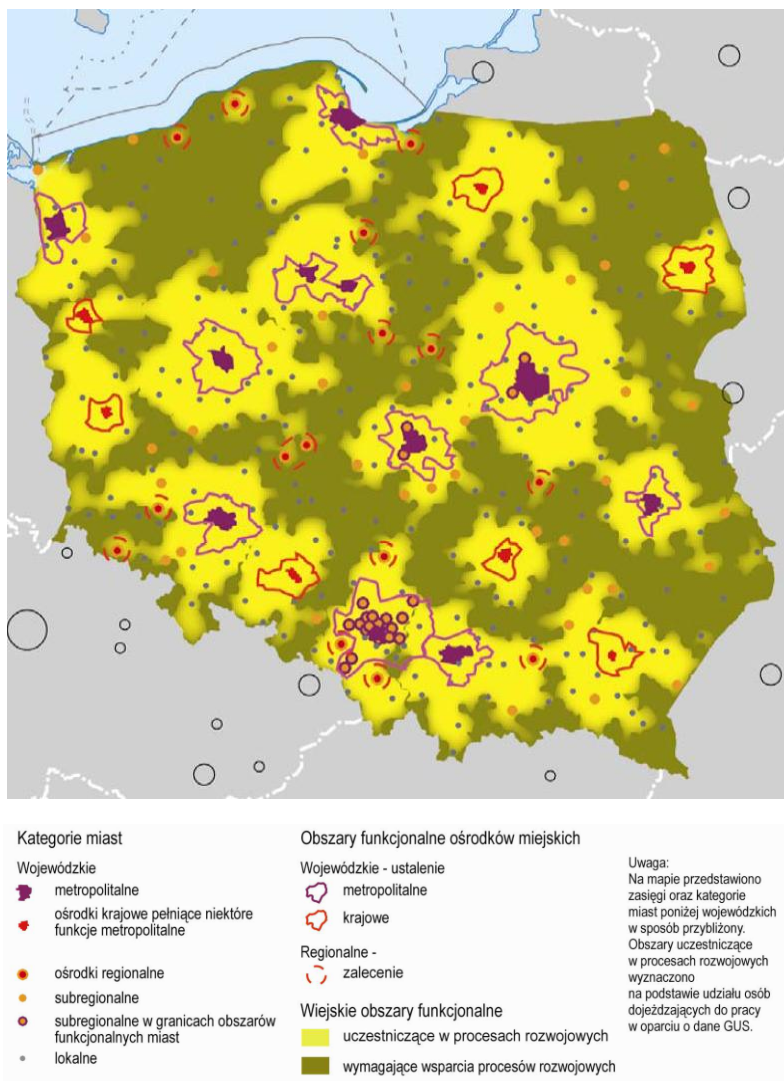 Kategorie miast
Wojewódzkie
metropolitalne
ośrodki krajowe pełniące niektóre
funkcje metropolitalne
ośrodki regionalne
subregionalne
subregionalne w granicach obszarów
funkcjonalnych miast
lokalne
Obszary funkcjonalne ośrodków miejskich
Wojewódzkie - ustalenie
metropolitalne
krajowe
Regionalne -
zalecenie
Wiejskie obszary funkcjonalne
uczestniczące w procesach rozwojowych
wymagające wsparcia procesów rozwojowych
Uwaga:
Na mapie przedstawiono
zasięgi oraz kategorie
miast poniżej wojewódzkich
w sposób przybliżony.
Obszary uczestniczące
w procesach rozwojowych
wyznaczono
na podstawie udziału osób
dojeżdzających do pracy
w oparciu o dane GUS.